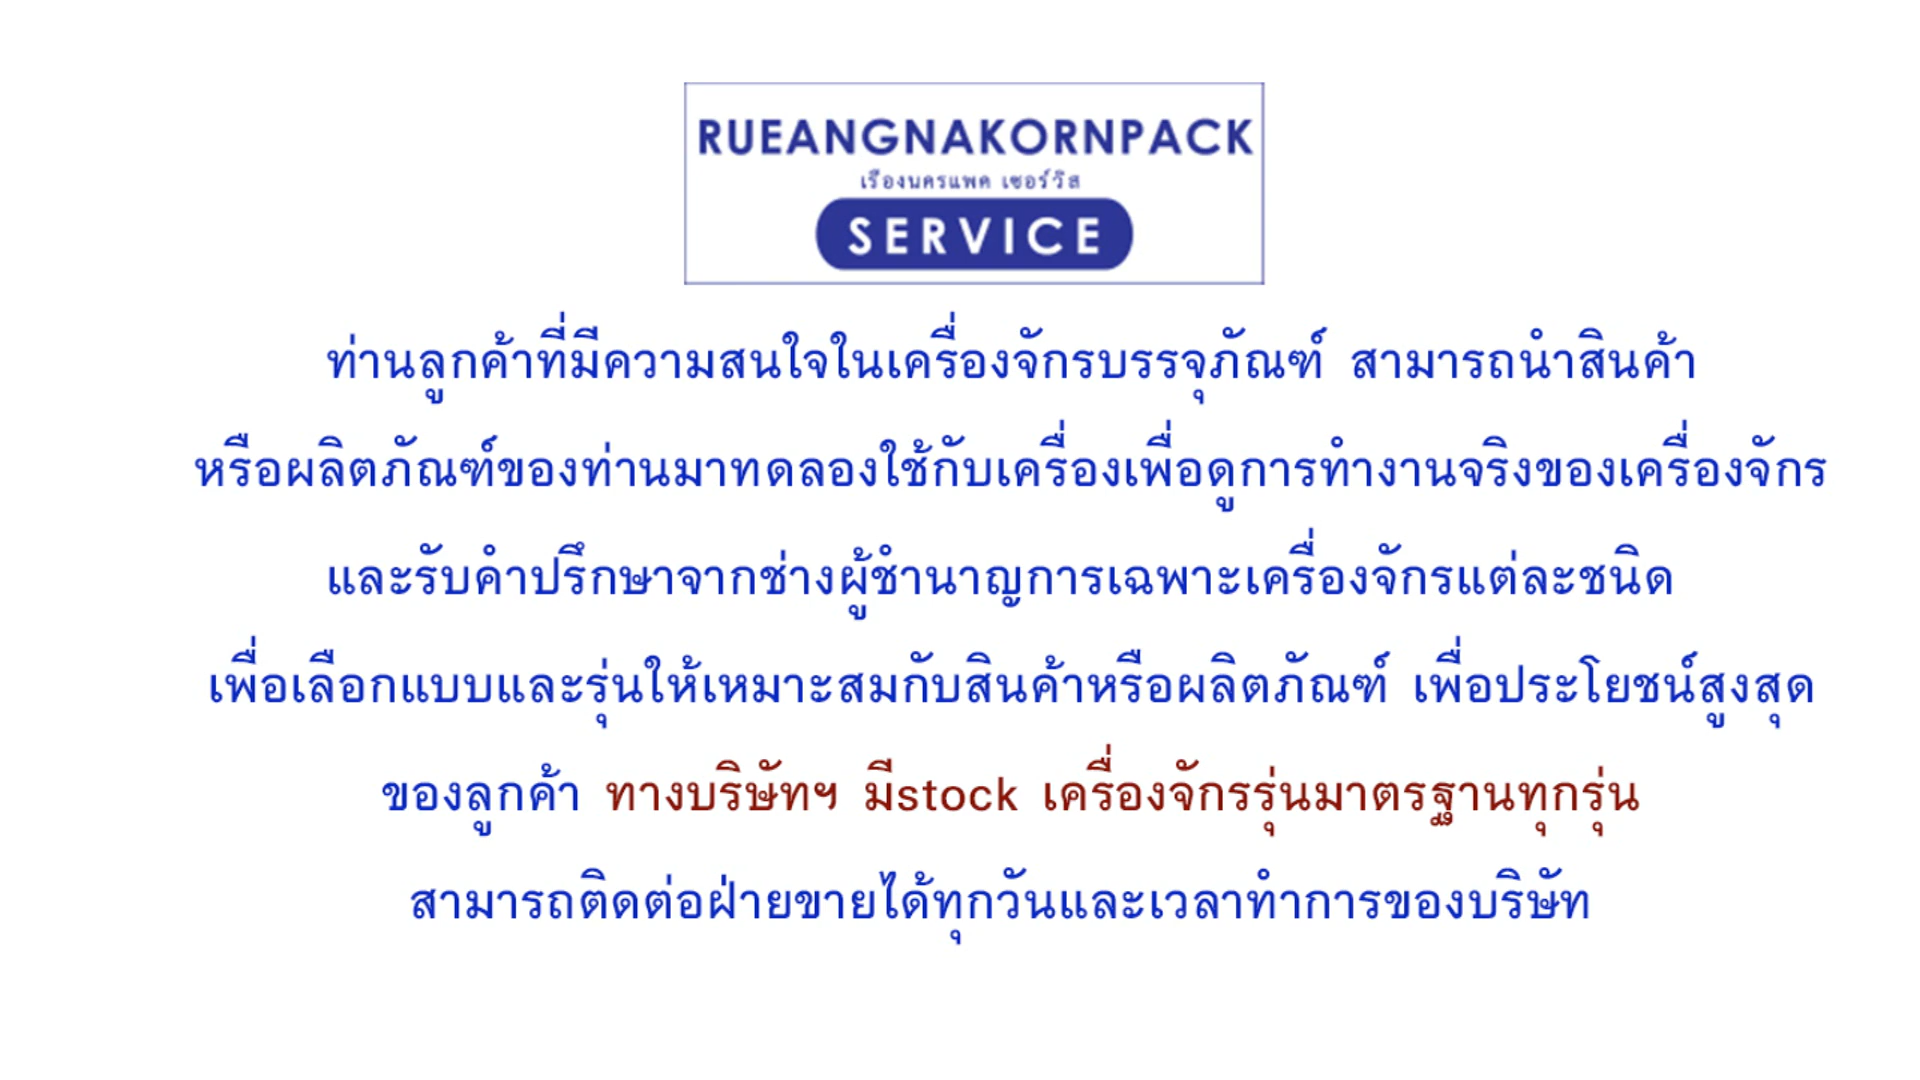 RUEANGNAKORNPACK
เรืองนครแพค เซอร์วิส
SERVICE
ท่านลูกค้าที่มีความสนใจในเครื่องจักรบรรจุภัณฑ์ สามารถนำสินค้า
หรือผลิตภัณฑ์ของท่านมาทดลองใช้กับเครื่องเพื่อดูการทำงานจริงของเครื่องจักร
และรับคำปรึกษาจากช่างผู้ชำนาญการเฉพาะเครื่องจักรแต่ละชนิด
เพื่อเลือกแบบและรุ่นให้เหมาะสมกับสินค้าหรือผลิตภัณฑ์ เพื่อประโยชน์สูงสุด
ของลูกค้า ทางบริษัทฯ มีstock เครื่องจักรรุ่นมาตรฐานทุกรุ่น
สามารถติดต่อฝ่ายขายได้ทุกวันและเวลาทำการของบริษัท